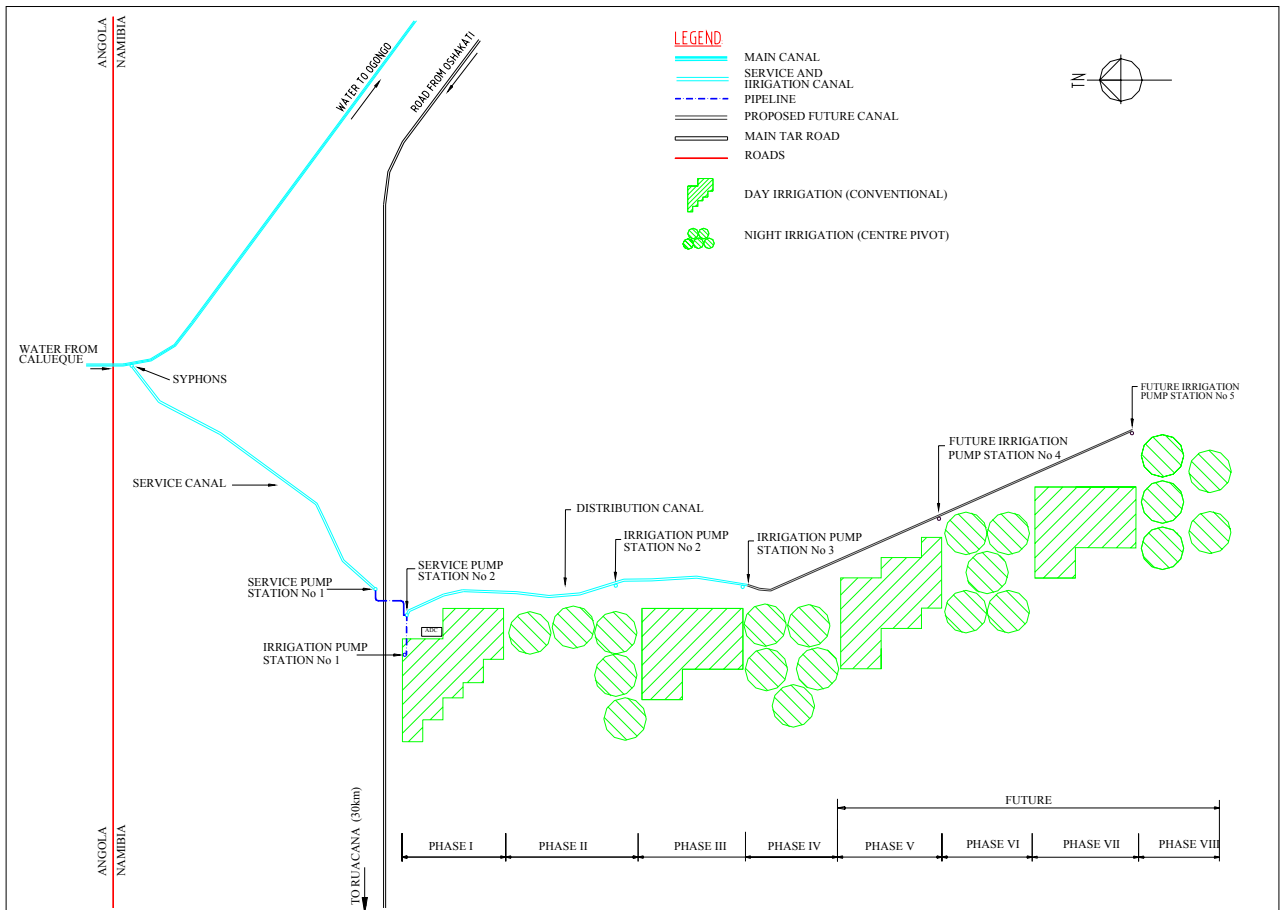 ANGOLA
NAMIBIA
WATER TO OGONGO
ROAD FROM OSHAKATI
LEGEND
MAIN CANAL
SERVICE AND
IIRIGATION CANAL
PIPELINE
PROPOSED FUTURE CANAL
MAIN TAR ROAD
ROADS
DAY IRRIGATION (CONVENTIONAL)
NIGHT IRRIGATION (CENTRE PIVOT)
TN
WATER FROM
CALUEQUE
SYPHONS
SERVICE CANAL
FUTURE IRRIGATION
PUMP STATION No 5
FUTURE IRRIGATION
PUMP STATION No 4
DISTRIBUTION CANAL
IRRIGATION PUMP
STATION No 2
IRRIGATION PUMP
STATION No 3
SERVICE PUMP
STATION No 2
SERVICE PUMP
STATION No 1
ADC
IRRIGATION PUMP
STATION No 1
FUTURE
PHASE I
PHASE II
PHASE III
PHASE IV
PHASE V
PHASE VI
PHASE VII
PHASE VIII
ANGOLA
NAMIBIA
TO RUACANA (30km)